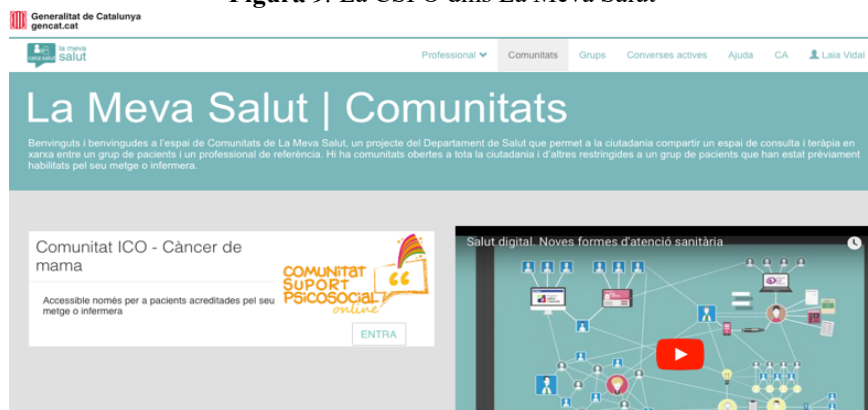 Figura 9. La CSPO dins La Meva Salut
Generalitat de Catalunya
gencat.cat
la meva
salut
Professional Comunitats Grups Converses actives Ajuda CA Laia Vidal
La Meva Salut | Comunitats
Benvinguts i benvingudes a l'espai de Comunitats de La Meva Salut, un projecte del Departament de Salut que permet a la ciutadania compartir un espai de consulta i teràpia en
xarxa entre un grup de pacients i un professional de referència. Hi ha comunitats obertes a tota la ciutadania i d'altres restringides a un grup de pacients que han estat prèviament
habilitats pel seu metge o infermera.
Comunitat ICO - Càncer de
mama
Accessible només per a pacients acreditades pel seu
metge o infermera
COMUNITAT
SUPORT
PSICOSOCIAL
online
ENTRA
Salut digital. Noves formes d'atenció sanitària